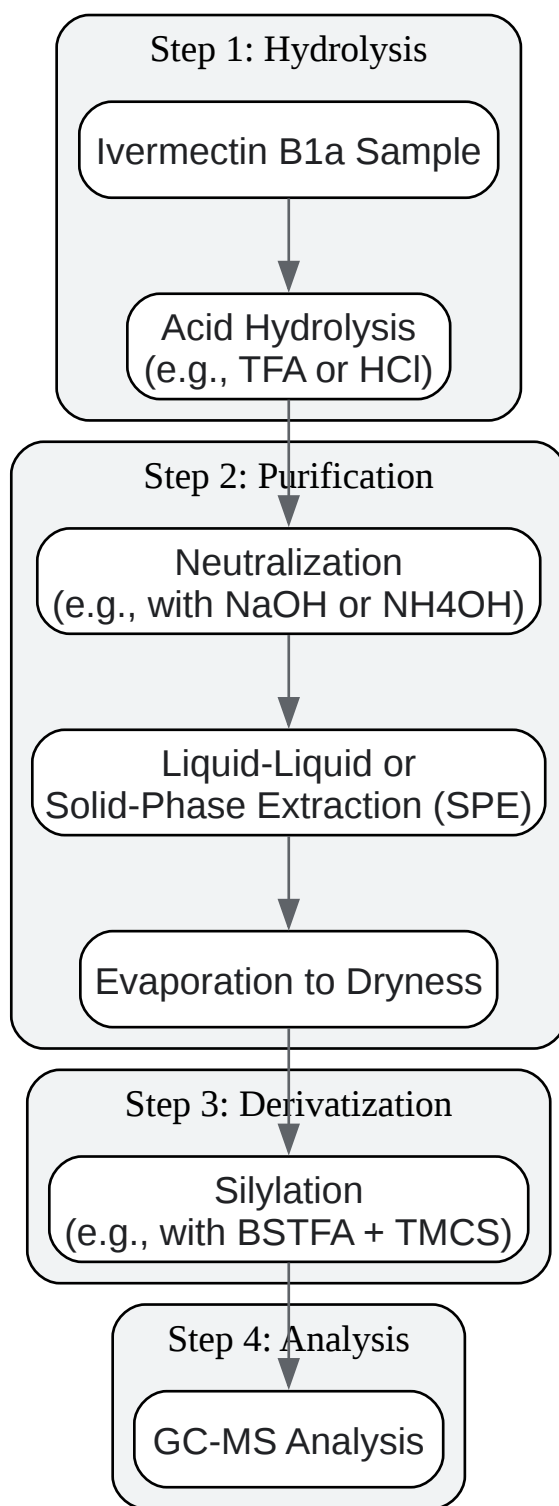 Step 1: Hydrolysis
Ivermectin B1a Sample
Acid Hydrolysis
(e.g., TFA or HCl)
Step 2: Purification
Neutralization
(e.g., with NaOH or NH4OH)
Liquid-Liquid or
Solid-Phase Extraction (SPE)
Evaporation to Dryness
Step 3: Derivatization
Silylation
(e.g., with BSTFA + TMCS)
Step 4: Analysis
GC-MS Analysis